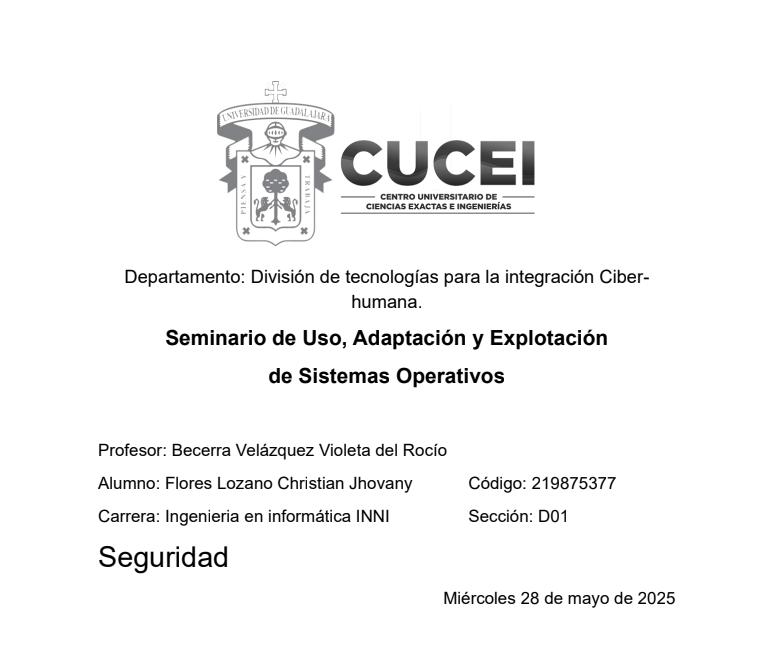 UNIVERSIDAD DE GUADALAJARA
PIENSA Y
TRABAJA
CUCEI
CENTRO UNIVERSITARIO DE
CIENCIAS EXACTAS E INGENIERÍAS
Departamento: División de tecnologías para la integración Ciber-
humana.
Seminario de Uso, Adaptación y Explotación
de Sistemas Operativos
Profesor: Becerra Velázquez Violeta del Rocío
Alumno: Flores Lozano Christian Jhovany Código: 219875377
Carrera: Ingenieria en informática INNI Sección: D01
Seguridad
Miércoles 28 de mayo de 2025